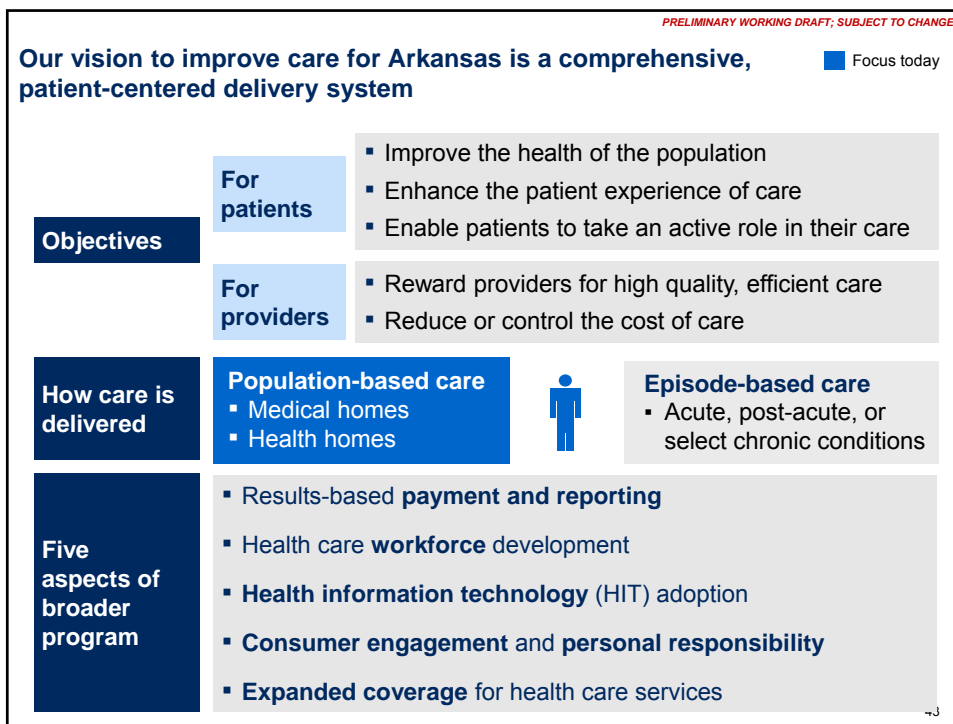 PRELIMINARY WORKING DRAFT; SUBJECT TO CHANGE
Our vision to improve care for Arkansas is a comprehensive,
patient-centered delivery system
Focus today
Objectives
For
patients
▪ Improve the health of the population
▪ Enhance the patient experience of care
▪ Enable patients to take an active role in their care
For
providers
▪ Reward providers for high quality, efficient care
▪ Reduce or control the cost of care
How care is
delivered
Population-based care
▪ Medical homes
▪ Health homes
Episode-based care
▪ Acute, post-acute, or
select chronic conditions
Five
aspects of
broader
program
▪ Results-based payment and reporting
▪ Health care workforce development
▪ Health information technology (HIT) adoption
▪ Consumer engagement and personal responsibility
▪ Expanded coverage for health care services